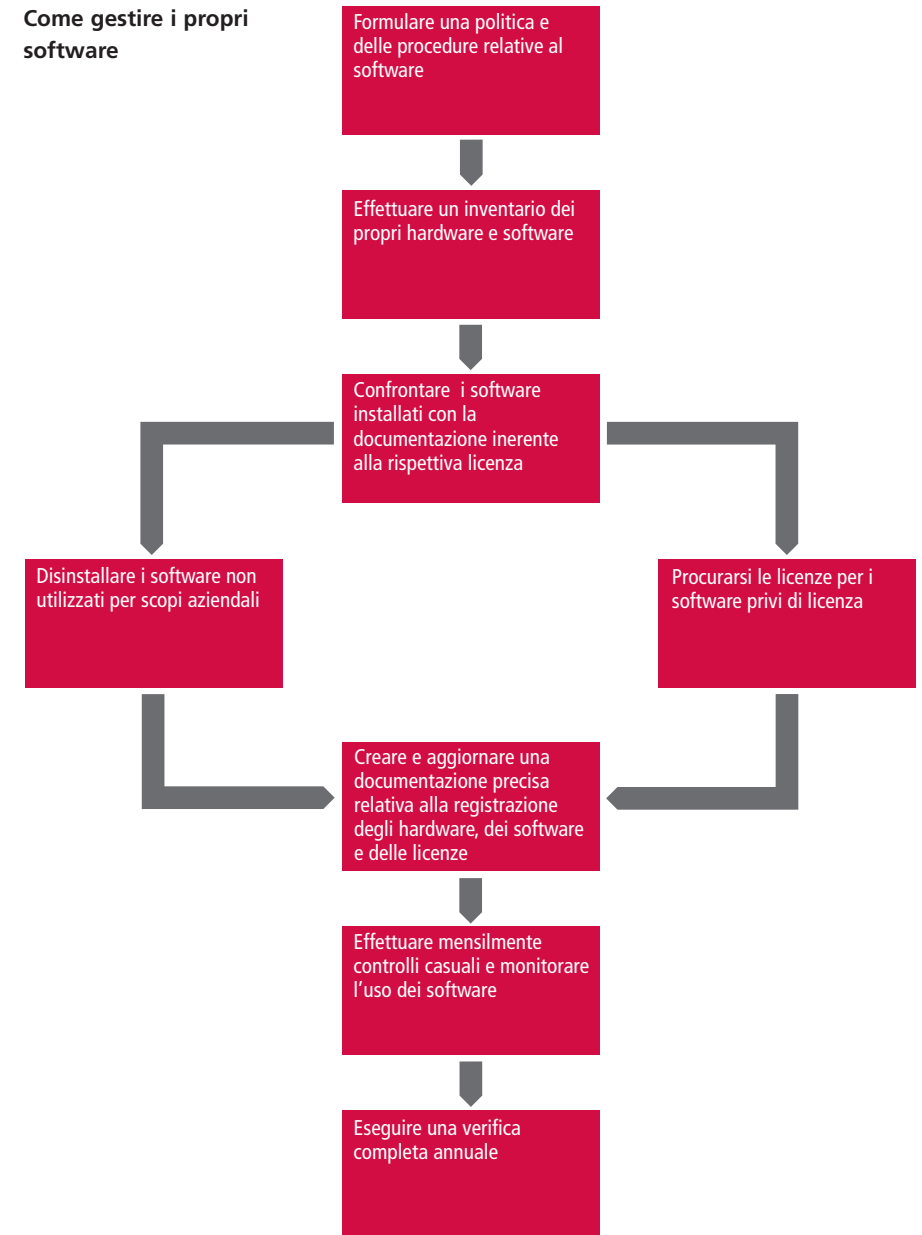 Come gestire i propri
software
Formulare una politica e
delle procedure relative al
software
Effettuare un inventario dei
propri hardware e software
Confrontare  i software
installati con la
documentazione inerente
alla rispettiva licenza
Disinstallare i software non
utilizzati per scopi aziendali
Procurarsi le licenze per i
software privi di licenza
Creare e aggiornare una
documentazione precisa
relativa alla registrazione
degli hardware, dei software
e delle licenze
Effettuare mensilmente
controlli casuali e monitorare
l'uso dei software
Eseguire una verifica
completa annuale